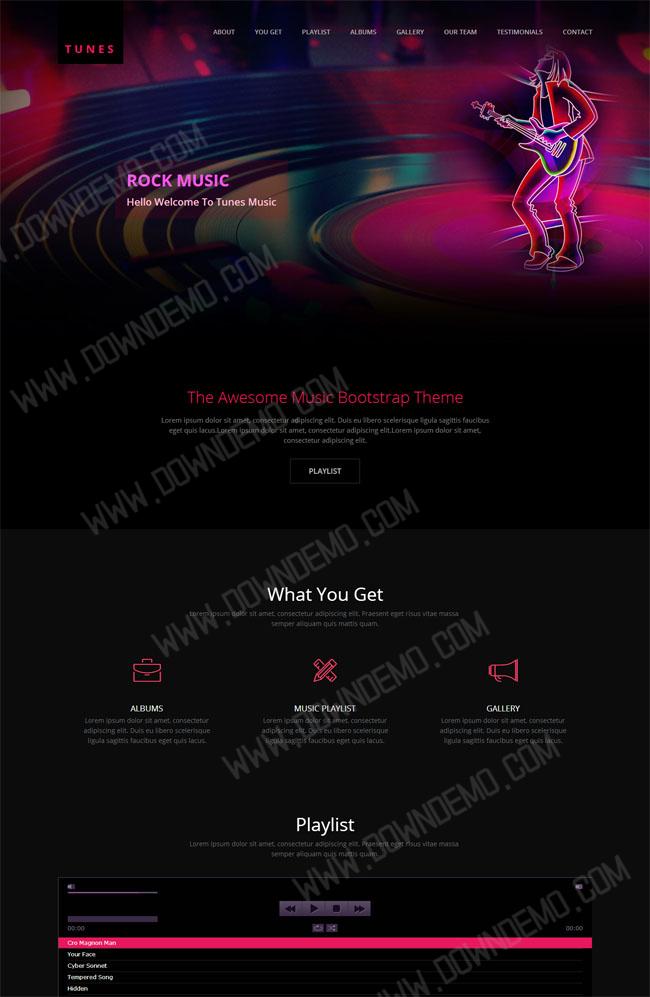 TUNES
ABOUT YOU GET PLAYLIST ALBUMS GALLERY OUR TEAM TESTIMONIALS CONTACT
ROCK MUSIC
Hello Welcome To Tunes Music
The Awesome Music Bootstrap Theme
Lorem ipsum dolor sit amet, consectetur adipiscing elit. Duis eu libero scelerisque ligula sagittis faucibus
eget quis lacus.Lorem ipsum dolor sit amet, consectetur adipiscing elit.Lorem ipsum dolor sit amet,
consectetur adipiscing elit.
PLAYLIST
What You Get
Lorem ipsum dolor sit amet, consectetur adipiscing elit. Praesent eget risus vitae massa
semper aliquam quis mattis quam.
ALBUMS
Lorem ipsum dolor sit amet, consectetur
adipiscing elit. Duis eu libero scelerisque
ligula sagittis faucibus eget quis lacus.
MUSIC PLAYLIST
Lorem ipsum dolor sit amet, consectetur
adipiscing elit. Duis eu libero scelerisque
ligula sagittis faucibus eget quis lacus.
GALLERY
Lorem ipsum dolor sit amet, consectetur
adipiscing elit. Duis eu libero scelerisque
ligula sagittis faucibus eget quis lacus.
Playlist
Lorem ipsum dolor sit amet, consectetur adipiscing elit. Praesent eget risus vitae massa
semper aliquam quis mattis quam.
00:00 00:00
Cro Magnon Man
Your Face
Cyber Sonnet
Tempered Song
Hidden
WWW.DOWNDEMO.COM
WWW.DOWNDEMO.COM
WWW.DOWNDEMO.COM
WWW.DOWNDEMO.COM
WWW.DOWNDEMO.COM
WWW.DOWNDEMO.COM
WWW.DOWNDEMO.COM